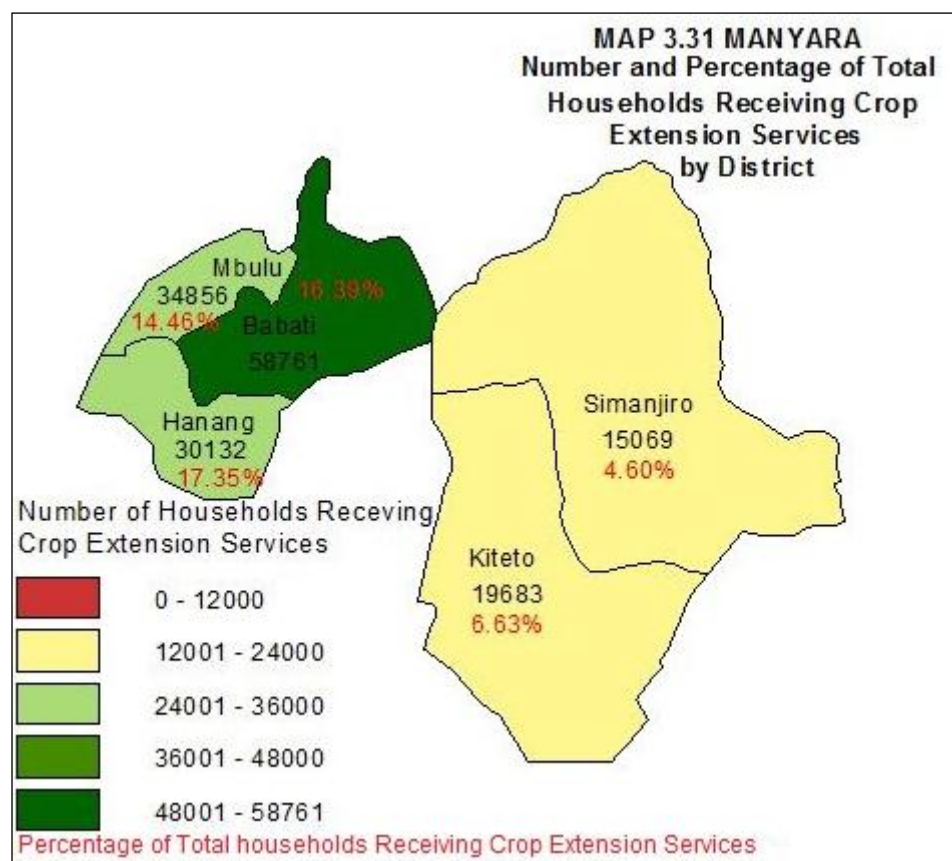 MAP 3.31 MANYARA
Number and Percentage of Total
Households Receiving Crop
Extension Services
by District
Mbulu
34856
14.46%
16.39%
Babati
58761
Hanang
30132
17.35%
Simanjiro
15069
4.60%
Kiteto
19683
6.63%
Number of Households Receving
Crop Extension Services
0 - 12000
12001 - 24000
24001 - 36000
36001 - 48000
48001 - 58761
Percentage of Total households Receiving Crop Extension Services